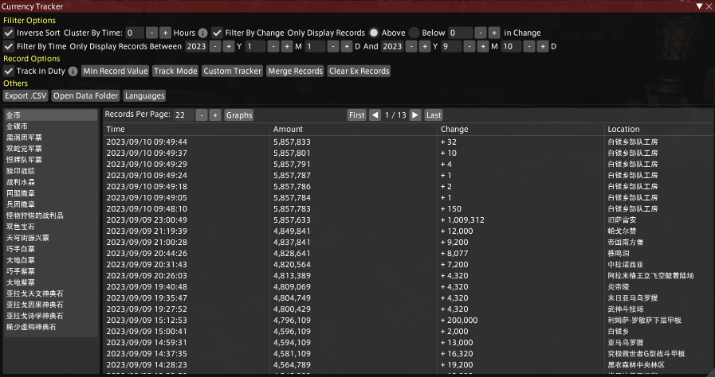 Currency Tracker
Filiter Options
Inverse Sort Cluster By Time: 0 - + Hours Filter By Change Only Display Records Above Below 0 - + in Change
Filter By Time Only Display Records Between 2023 - + Y 1 - + M 1 - + D And 2023 - + Y 9 - + M 10 - + D
Record Options
Track in Duty Min Record Value Track Mode Custom Tracker Merge Records Clear Ex Records
Others
Export .CSV Open Data Folder Languages
金币
金碟币
黑涡团军票
双蛇党军票
恒辉队军票
狼印战绩
战利水晶
同盟徽章
兵团徽章
怪物狩猎的战利品
双色宝石
天穹街振兴票
巧手白票
大地白票
巧手紫票
大地紫票
亚拉戈天文神典石
亚拉戈因果神典石
亚拉戈诗学神典石
稀少虚构神典石
Records Per Page: 22 - + Graphs First 1 / 13 Last
Time Amount Change Location
2023/09/10 09:49:44 5,857,833 + 32 白银乡部队工房
2023/09/10 09:49:37 5,857,801 + 10 白银乡部队工房
2023/09/10 09:49:29 5,857,791 + 4 白银乡部队工房
2023/09/10 09:49:24 5,857,787 + 1 白银乡部队工房
2023/09/10 09:49:18 5,857,786 + 2 白银乡部队工房
2023/09/10 09:49:05 5,857,784 + 1 白银乡部队工房
2023/09/10 09:48:10 5,857,783 + 150 白银乡部队工房
2023/09/09 23:00:49 5,857,633 + 1,009,312 旧萨雷安
2023/09/09 21:19:39 4,849,841 + 12,000 帕戈尔赞
2023/09/09 21:00:28 4,837,841 + 9,200 帝国南方堡
2023/09/09 20:44:26 4,828,641 + 8,077 樵鸣洞
2023/09/09 20:31:43 4,820,564 + 7,200 中拉诺西亚
2023/09/09 20:26:03 4,813,389 + 4,320 阿拉米格王立飞空艇着陆场
2023/09/09 19:40:48 4,809,069 + 4,320 炎帝陵
2023/09/09 19:35:47 4,804,749 + 4,320 末日亚马乌罗提
2023/09/09 19:27:52 4,800,429 + 4,320 武神斗技场
2023/09/09 15:12:53 4,796,109 + 200,000 利姆萨·罗敏萨下层甲板
2023/09/09 15:00:41 4,596,109 + 2,000 白银乡
2023/09/09 14:59:31 4,594,109 + 13,000 亚马乌罗提
2023/09/09 14:37:35 4,581,109 + 16,320 究极救世者G型战斗甲板
2023/09/09 14:28:23 4,564,789 + 19,200 黑衣森林中央林区